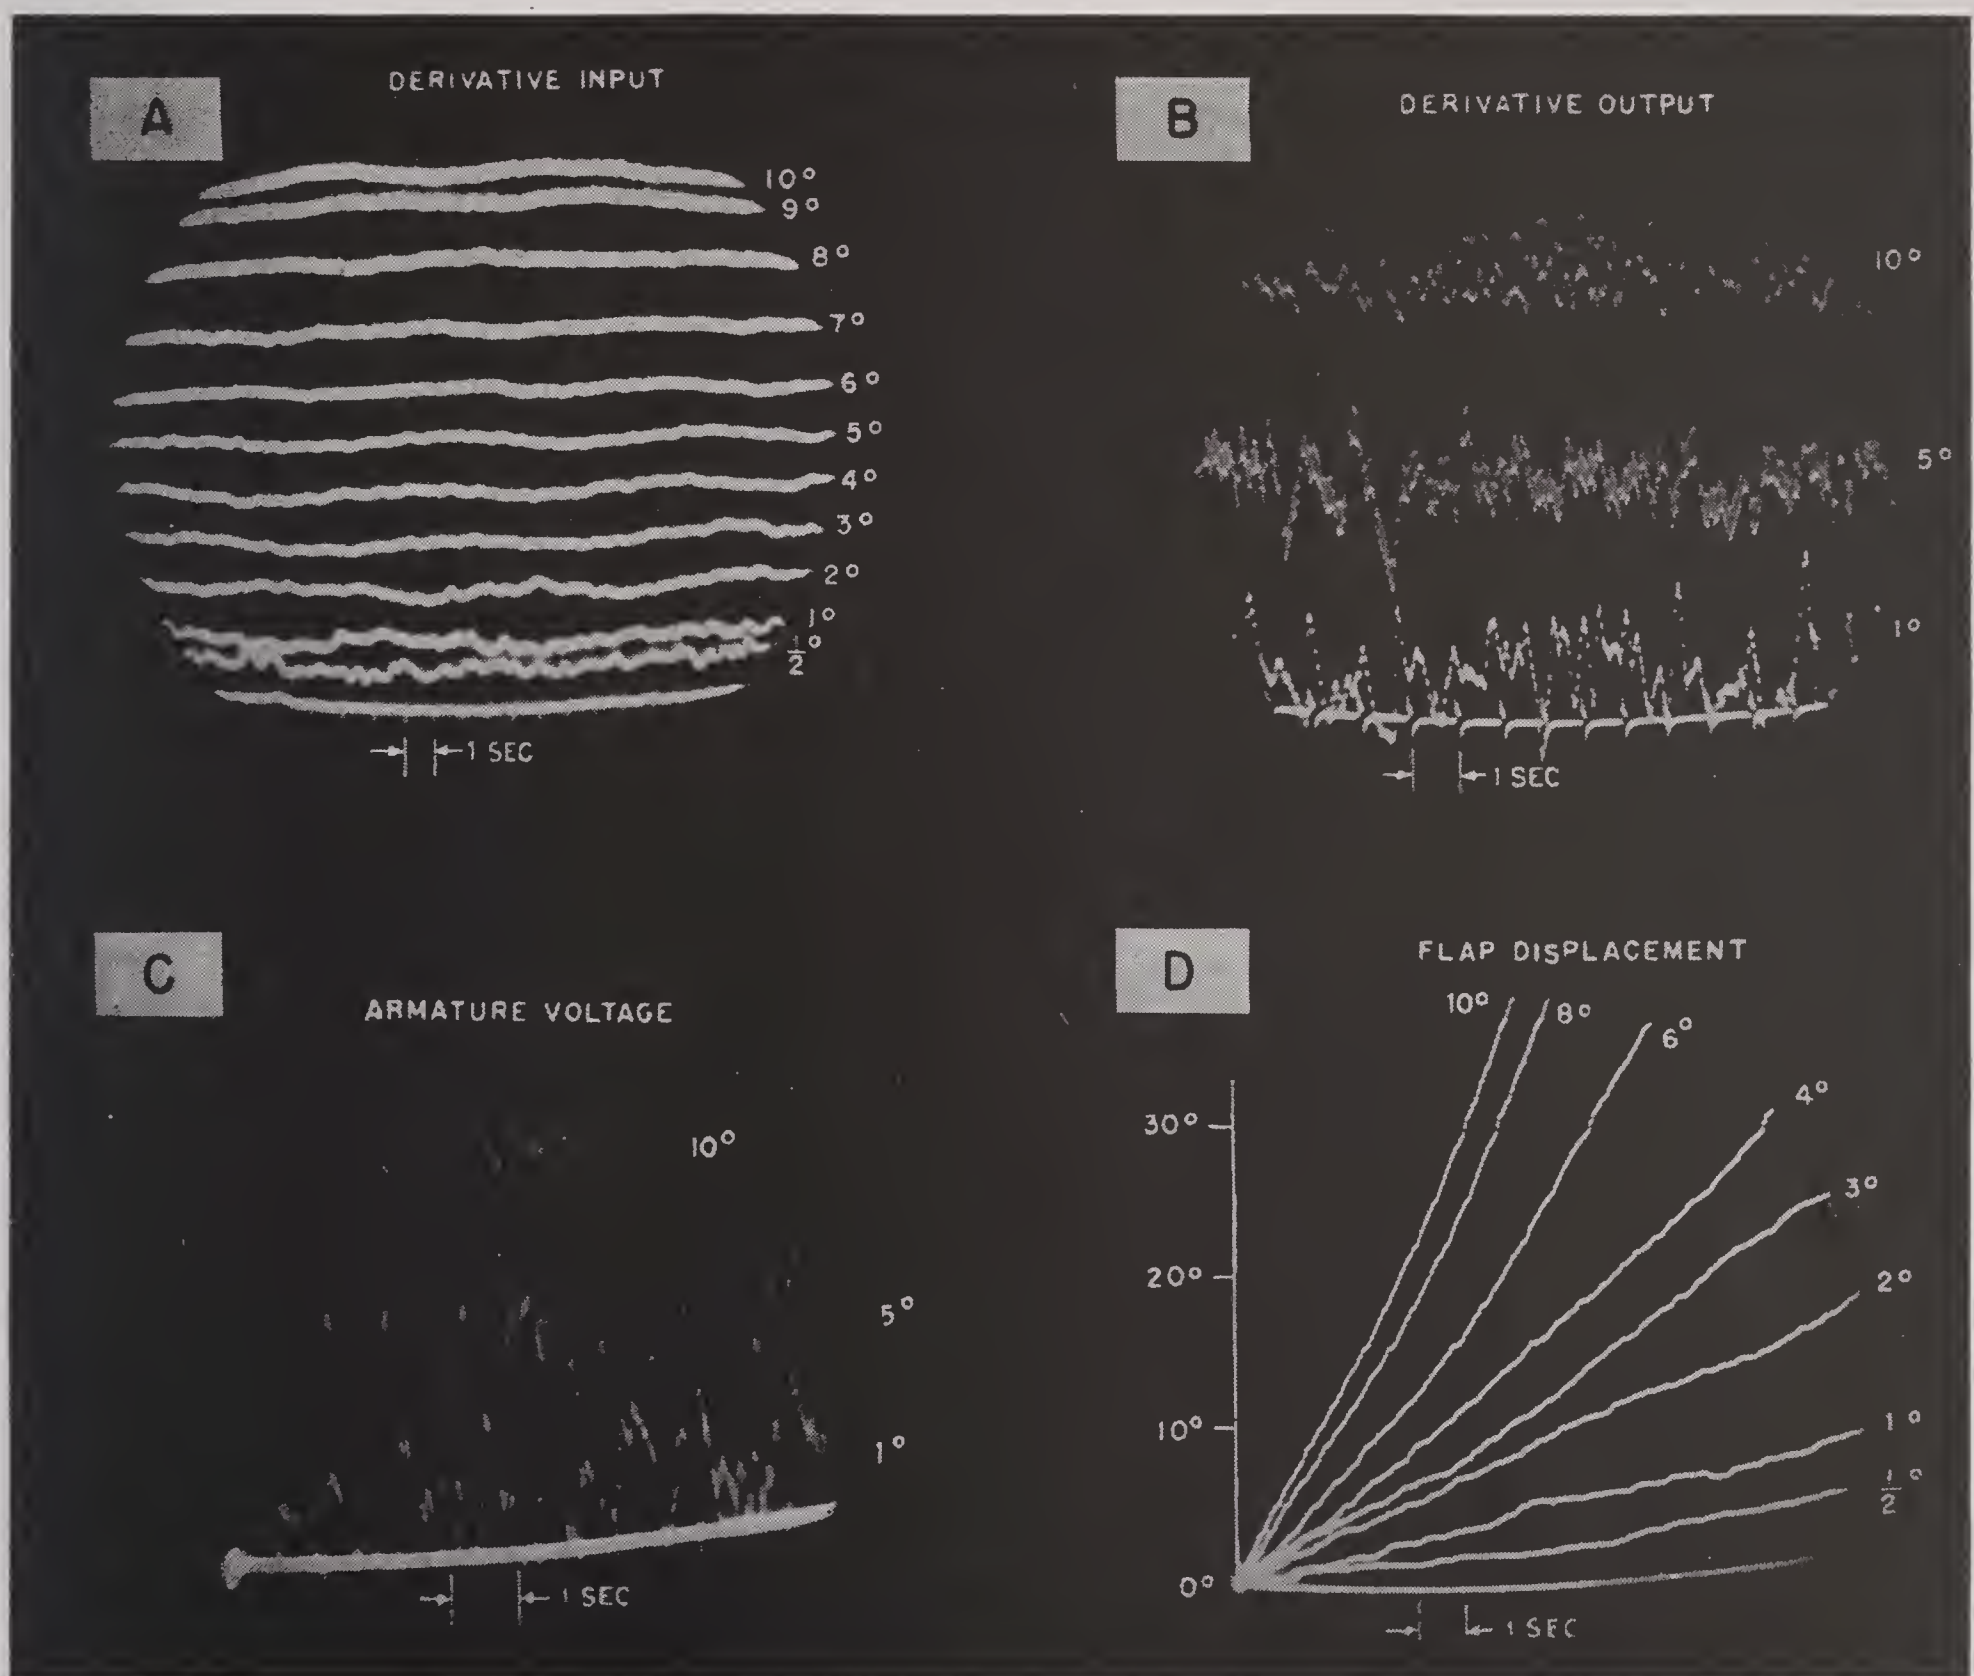 A
DERIVATIVE INPUT
10°
9°
8°
7°
6°
5°
4°
3°
2°
1°
1/2°
1 SEC
B
DERIVATIVE OUTPUT
10°
5°
1°
1 SEC
C
ARMATURE VOLTAGE
10°
5°
1°
1 SEC
D
FLAP DISPLACEMENT
10°
8°
6°
4°
3°
2°
1°
1/2°
30°
20°
10°
0°
1 SEC